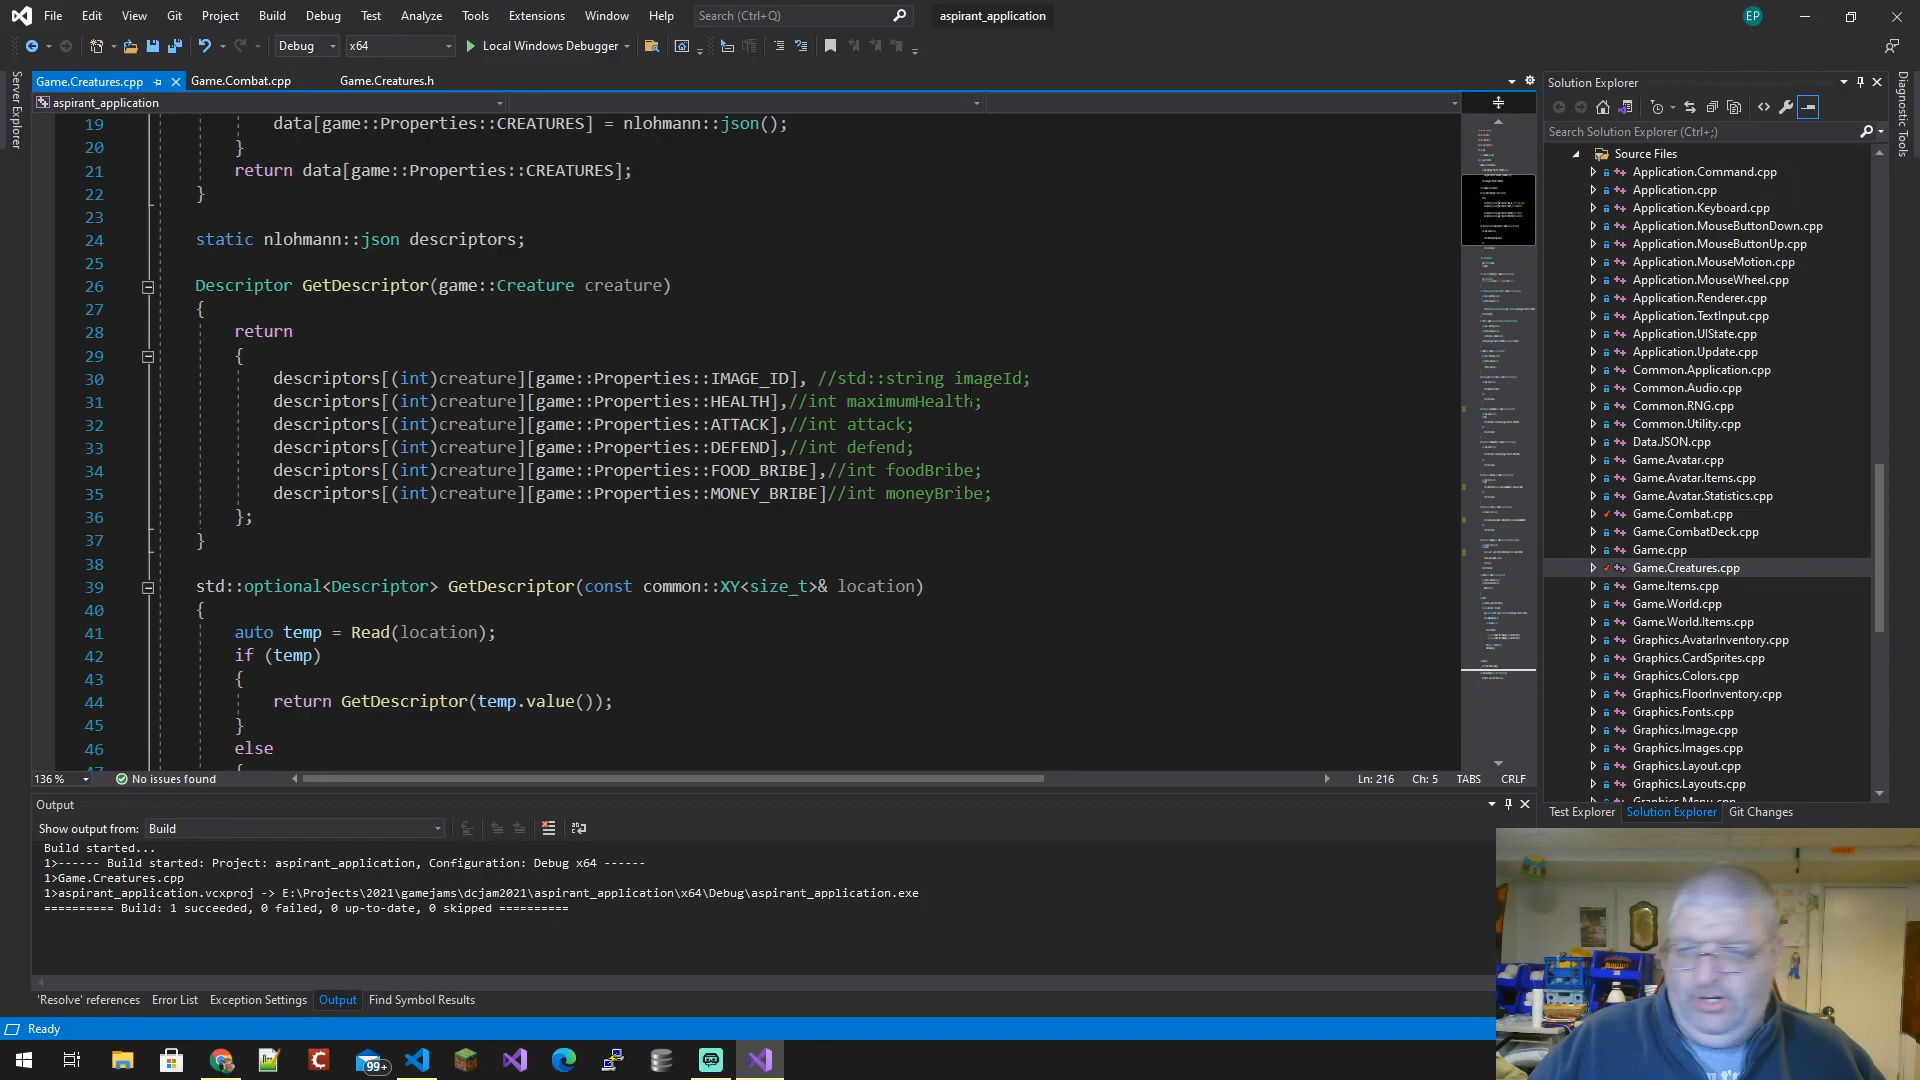 File Edit View Git Project Build Debug Test Analyze Tools Extensions Window Help Search (Ctrl+Q) aspirant_application EP
Debug x64 Local Windows Debugger
Server Explorer
Game.Creatures.cpp Game.Combat.cpp Game.Creatures.h
aspirant_application
19 data[game::Properties::CREATURES] = nlohmann::json();
20 }
21 return data[game::Properties::CREATURES];
22 }
23
24 static nlohmann::json descriptors;
25
26 Descriptor GetDescriptor(game::Creature creature)
27 {
28 return
29 {
30 descriptors[(int)creature][game::Properties::IMAGE_ID], //std::string imageId;
31 descriptors[(int)creature][game::Properties::HEALTH],//int maximumHealth;
32 descriptors[(int)creature][game::Properties::ATTACK],//int attack;
33 descriptors[(int)creature][game::Properties::DEFEND],//int defend;
34 descriptors[(int)creature][game::Properties::FOOD_BRIBE],//int foodBribe;
35 descriptors[(int)creature][game::Properties::MONEY_BRIBE]//int moneyBribe;
36 };
37 }
38
39 std::optional<Descriptor> GetDescriptor(const common::XY<size_t>& location)
40 {
41 auto temp = Read(location);
42 if (temp)
43 {
44 return GetDescriptor(temp.value());
45 }
46 else
47 {
136 % No issues found Ln: 216 Ch: 5 TABS CRLF
Output
Show output from: Build
Build started...
1>------ Build started: Project: aspirant_application, Configuration: Debug x64 ------
1>Game.Creatures.cpp
1>aspirant_application.vcxproj -> E:\Projects\2021\gamejams\dcjam2021\aspirant_application\x64\Debug\aspirant_application.exe
========== Build: 1 succeeded, 0 failed, 0 up-to-date, 0 skipped ==========
'Resolve' references Error List Exception Settings Output Find Symbol Results
Ready
99+
Solution Explorer
Search Solution Explorer (Ctrl+;)
Source Files
Application.Command.cpp
Application.cpp
Application.Keyboard.cpp
Application.MouseButtonDown.cpp
Application.MouseButtonUp.cpp
Application.MouseMotion.cpp
Application.MouseWheel.cpp
Application.Renderer.cpp
Application.TextInput.cpp
Application.UIState.cpp
Application.Update.cpp
Common.Application.cpp
Common.Audio.cpp
Common.RNG.cpp
Common.Utility.cpp
Data.JSON.cpp
Game.Avatar.cpp
Game.Avatar.Items.cpp
Game.Avatar.Statistics.cpp
Game.Combat.cpp
Game.CombatDeck.cpp
Game.cpp
Game.Creatures.cpp
Game.Items.cpp
Game.World.cpp
Game.World.Items.cpp
Graphics.AvatarInventory.cpp
Graphics.CardSprites.cpp
Graphics.Colors.cpp
Graphics.FloorInventory.cpp
Graphics.Fonts.cpp
Graphics.Image.cpp
Graphics.Images.cpp
Graphics.Layout.cpp
Graphics.Layouts.cpp
Graphics.Menu.cpp
Test Explorer Solution Explorer Git Changes
Diagnostic Tools